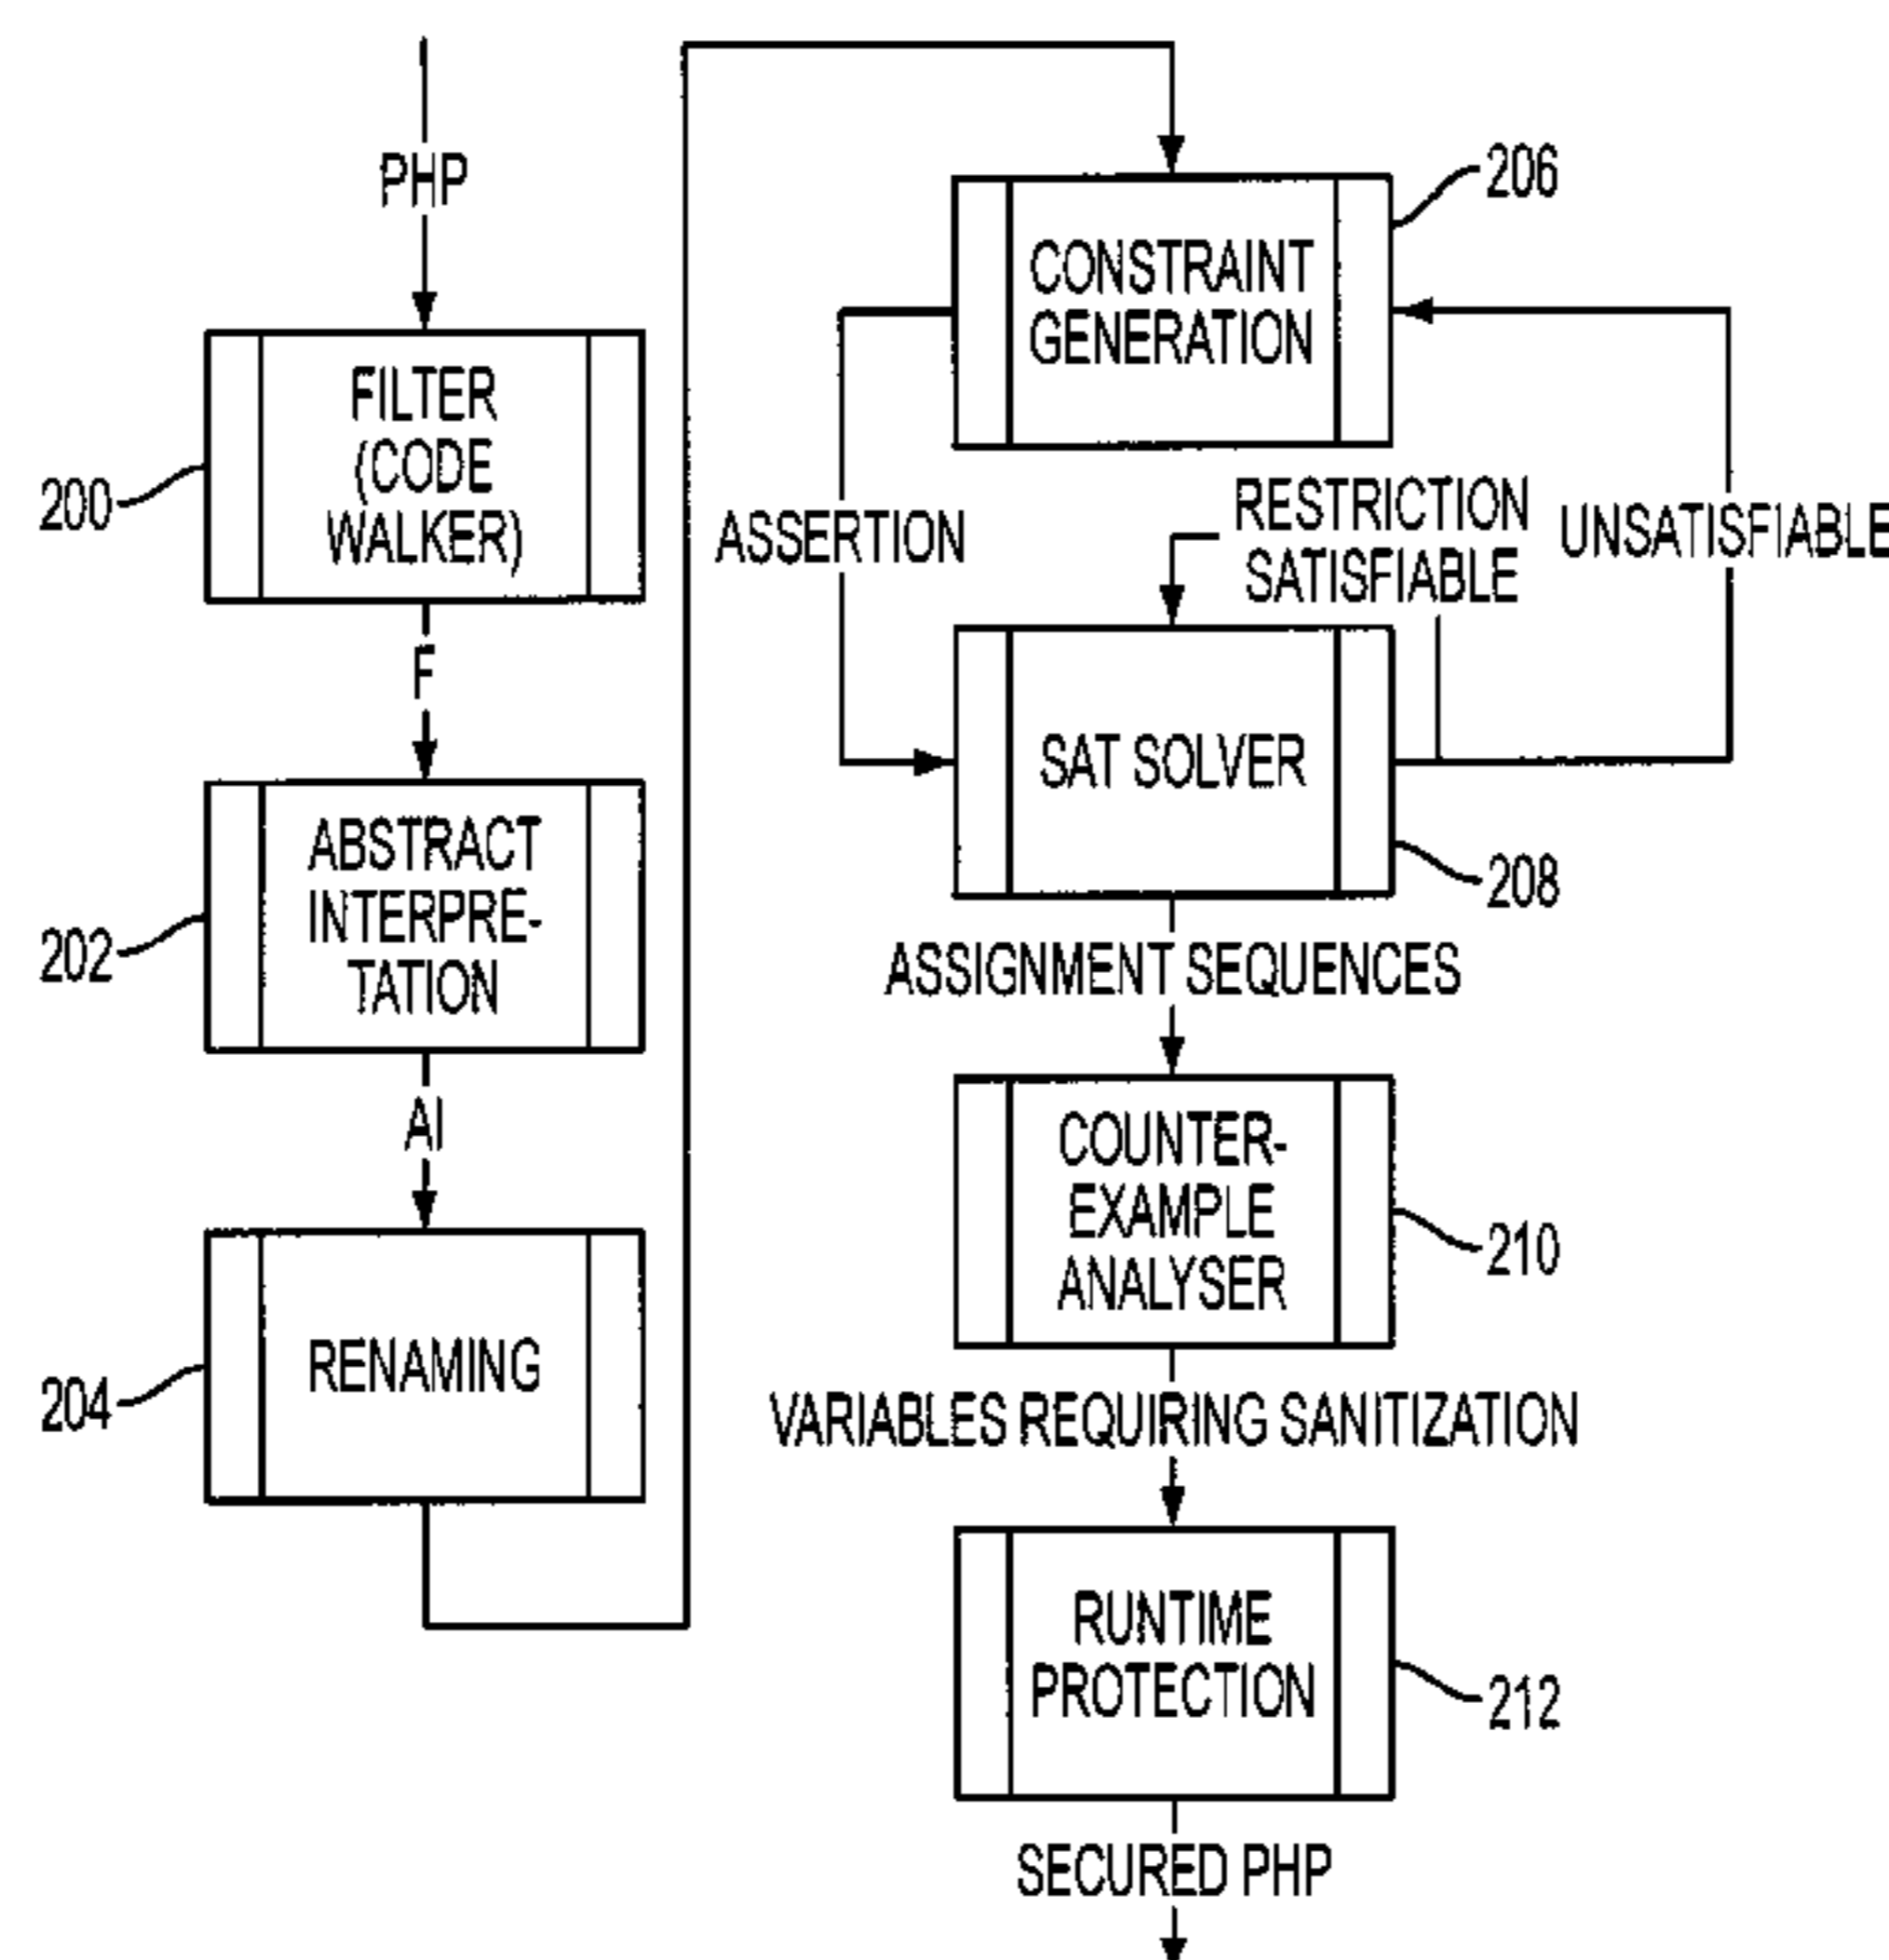 PHP
FILTER
(CODE
WALKER)
200
F
ABSTRACT
INTERPRE-
TATION
202
AI
RENAMING
204
CONSTRAINT
GENERATION
206
ASSERTION
RESTRICTION
SATISFIABLE
UNSATISFIABLE
SAT SOLVER
208
ASSIGNMENT SEQUENCES
COUNTER-
EXAMPLE
ANALYSER
210
VARIABLES REQUIRING SANITIZATION
RUNTIME
PROTECTION
212
SECURED PHP